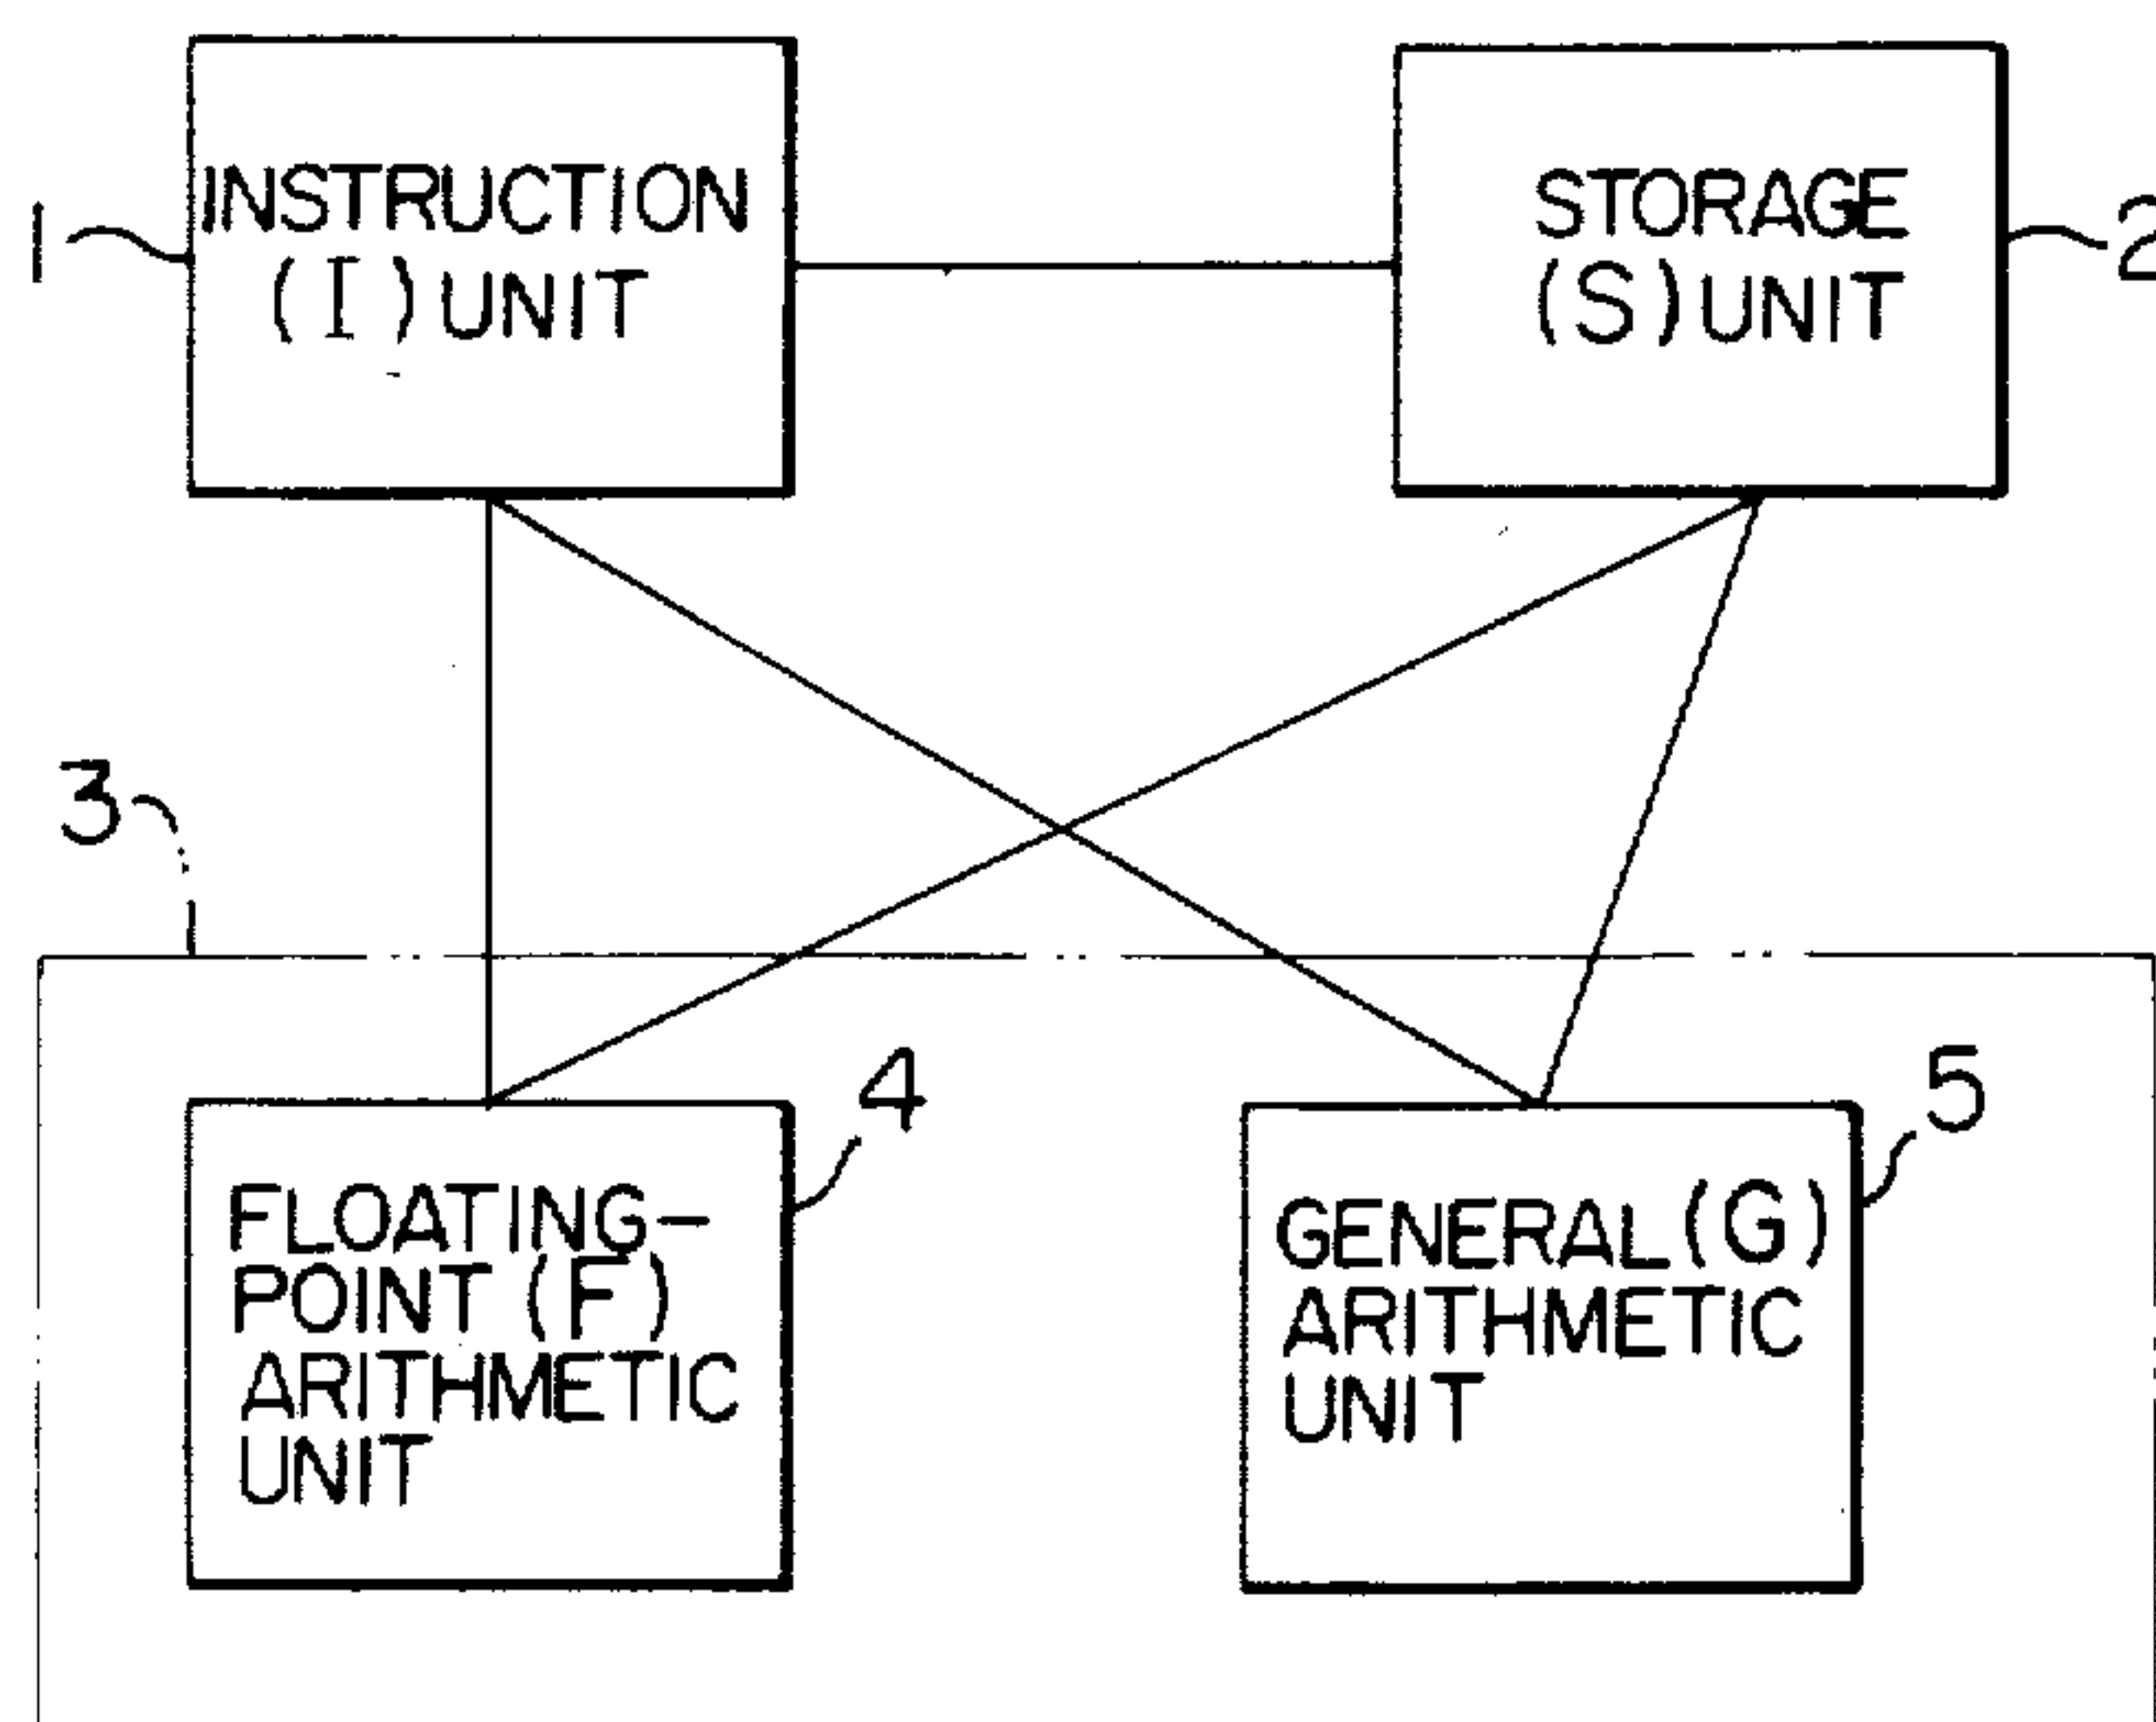 1
INSTRUCTION
(I) UNIT
STORAGE
(S) UNIT
2
3
4
5
FLOATING-
POINT (F)
ARITHMETIC
UNIT
GENERAL (G)
ARITHMETIC
UNIT